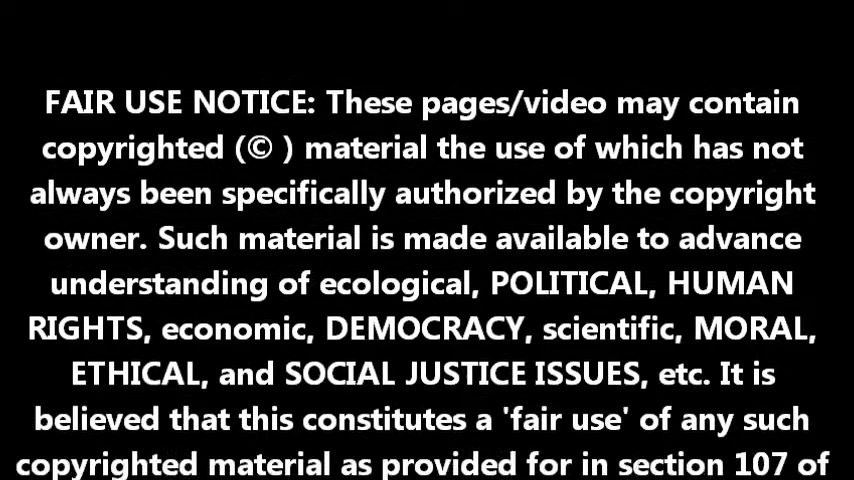 FAIR USE NOTICE: These pages/video may contain
copyrighted (© ) material the use of which has not
always been specifically authorized by the copyright
owner. Such material is made available to advance
understanding of ecological, POLITICAL, HUMAN
RIGHTS, economic, DEMOCRACY, scientific, MORAL,
ETHICAL, and SOCIAL JUSTICE ISSUES, etc. It is
believed that this constitutes a 'fair use' of any such
copyrighted material as provided for in section 107 of